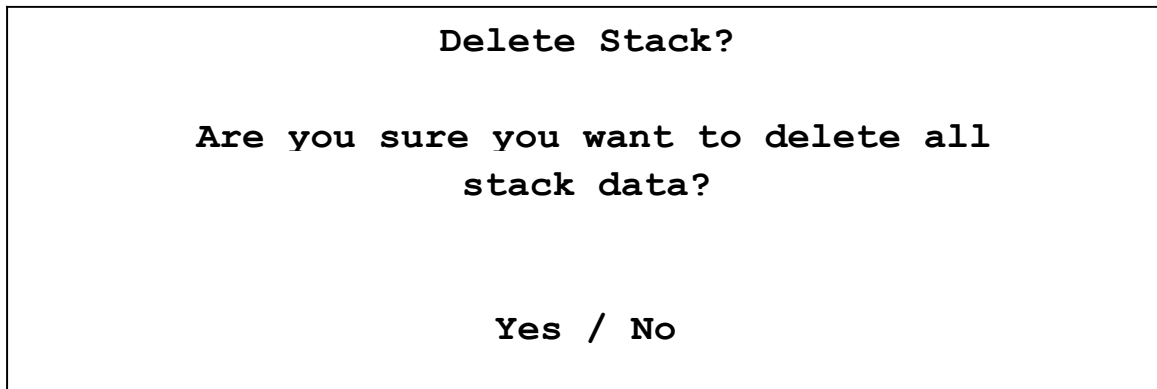 Delete Stack?
Are you sure you want to delete all
stack data?
Yes / No